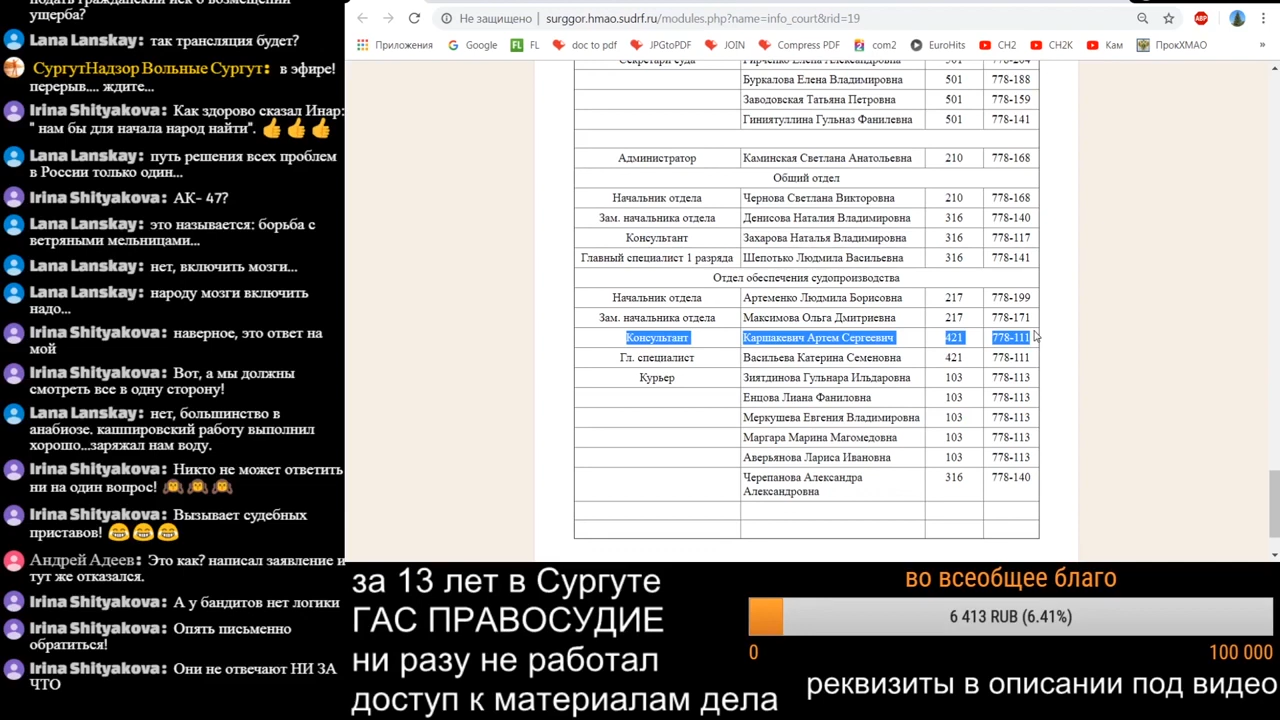 подать гражданский иск о возмещении
ущерба?
Lana Lanskay: так трансляция будет?
СургутНадзор Вольные Сургут: в эфире!
перерыв.... ждите...
Irina Shityakova: Как здорово сказал Инар:
" нам бы для начала народ найти". 👍👍👍
Lana Lanskay: путь решения всех проблем
в России только один...
Irina Shityakova: АК- 47?
Lana Lanskay: это называется: борьба с
ветряными мельницами...
Lana Lanskay: нет, включить мозги...
Lana Lanskay: народу мозги включить
надо...
Irina Shityakova: наверное, это ответ на
мой
Irina Shityakova: Вот, а мы должны
смотреть все в одну сторону!
Lana Lanskay: нет, большинство в
анабиозе. кашпировский работу выполнил
хорошо...заряжал нам воду.
Irina Shityakova: Никто не может ответить
ни на один вопрос! 🙉🙉🙉
Irina Shityakova: Вызывает судебных
приставов! 😁😁😁
Андрей Адеев: Это как? написал заявление и
тут же отказался.
Irina Shityakova: А у бандитов нет логики
Irina Shityakova: Опять письменно
обратиться!
Irina Shityakova: Они не отвечают НИ ЗА
ЧТО
Не защищено | surggor.hmao.sudrf.ru/modules.php?name=info_court&rid=19
Приложения Google FL FL doc to pdf JPGtoPDF JOIN Compress PDF com2 EuroHits CH2 CH2K Кам ПрокХМАО »
Буркалова Елена Владимировна 501 778-188
Заводовская Татьяна Петровна 501 778-159
Гиниятуллина Гульназ Фанилевна 501 778-141
Администратор Каминская Светлана Анатольевна 210 778-168
Общий отдел
Начальник отдела Чернова Светлана Викторовна 210 778-168
Зам. начальника отдела Денисова Наталия Владимировна 316 778-140
Консультант Захарова Наталья Владимировна 316 778-117
Главный специалист 1 разряда Шепотько Людмила Васильевна 316 778-141
Отдел обеспечения судопроизводства
Начальник отдела Артеменко Людмила Борисовна 217 778-199
Зам. начальника отдела Максимова Ольга Дмитриевна 217 778-171
Консультант Каршакевич Артем Сергеевич 421 778-111
Гл. специалист Васильева Катерина Семеновна 421 778-111
Курьер Зиятдинова Гульнара Ильдаровна 103 778-113
Енцова Лиана Фаниловна 103 778-113
Меркушева Евгения Владимировна 103 778-113
Маргара Марина Магомедовна 103 778-113
Аверьянова Лариса Ивановна 103 778-113
Черепанова Александра 316 778-140
Александровна
за 13 лет в Сургуте
ГАС ПРАВОСУДИЕ
ни разу не работал
доступ к материалам дела
во всеобщее благо
6 413 RUB (6.41%)
0 100 000
реквизиты в описании под видео